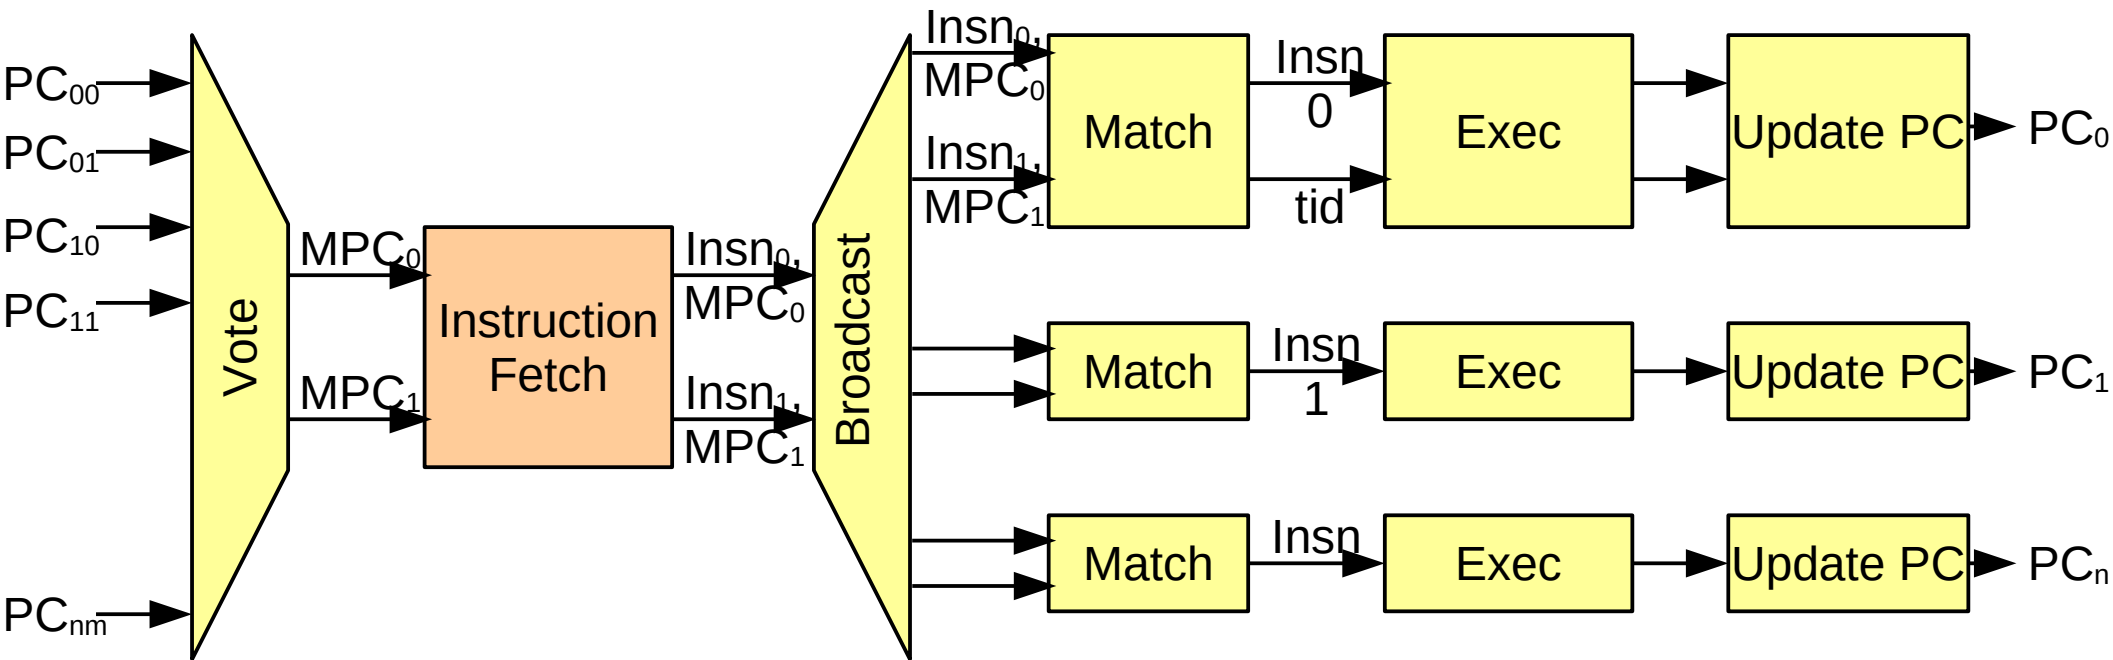 PC00
PC01
PC10
PC11
PCnm
Vote
MPC0
MPC1
Instruction
Fetch
Insn0,
MPC0
Insn1,
MPC1
Broadcast
Insn0,
MPC0
Insn1,
MPC1
Match
Insn
0
tid
Exec
Update PC
PC0
Match
Insn
1
Exec
Update PC
PC1
Match
Insn
Exec
Update PC
PCn